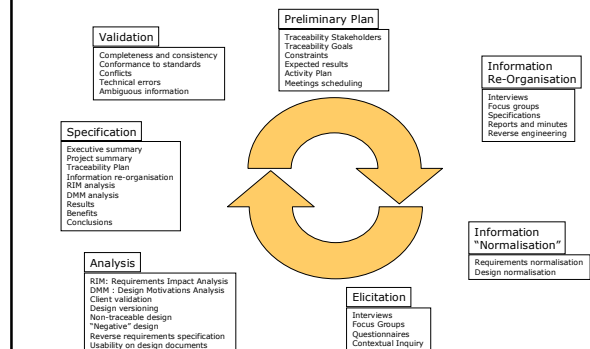 Preliminary Plan
Traceability Stakeholders
Traceability Goals
Constraints
Expected results
Activity Plan
Meetings scheduling
Information
Re-Organisation
Interviews
Focus groups
Specifications
Reports and minutes
Reverse engineering
Information
“Normalisation”
Requirements normalisation
Design normalisation
Elicitation
Interviews
Focus Groups
Questionnaires
Contextual Inquiry
Analysis
RIM: Requirements Impact Analysis
DMM : Design Motivations Analysis
Client validation
Design versioning
Non-traceable design
“Negative” design
Reverse requirements specification
Usability on design documents
Specification
Executive summary
Project summary
Traceability Plan
Information re-organisation
RIM analysis
DMM analysis
Results
Benefits
Conclusions
Validation
Completeness and consistency
Conformance to standards
Conflicts
Technical errors
Ambiguous information